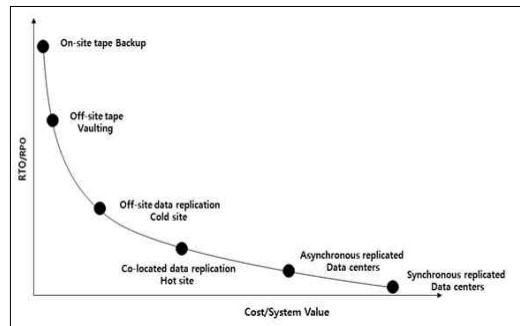 On-site tape Backup
Off-site tape
Vaulting
RTO/RPO
Off-site data replication
Cold site
Co-located data replication
Hot site
Asynchronous replicated
Data centers
Synchronous replicated
Data centers
Cost/System Value